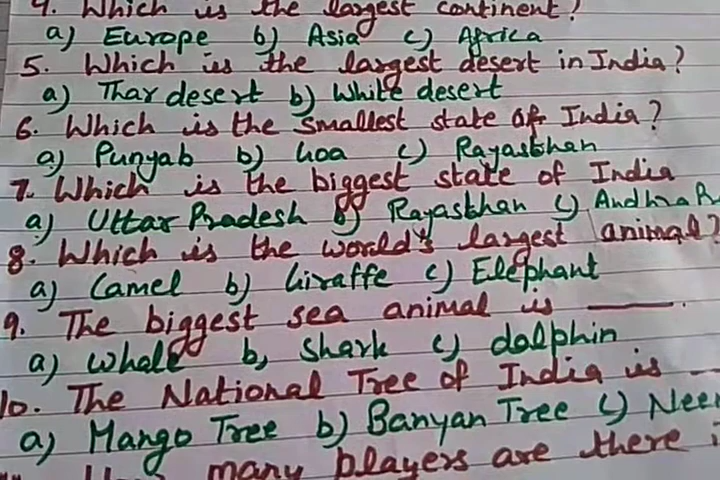 4. Which is the largest continent?
a) Europe b) Asia c) Africa
5. Which is the largest desert in India?
a) Thar desert b) White desert
6. Which is the smallest state of India?
a) Punjab b) Goa c) Rajasthan
7. Which is the biggest state of India
a) Uttar Pradesh b) Rajasthan c) Andhra
8. Which is the world's largest animal?
a) Camel b) Giraffe c) Elephant
9. The biggest sea animal is ______.
a) Whale b) Shark c) dolphin
10. The National Tree of India is
a) Mango Tree b) Banyan Tree c)
many players are there